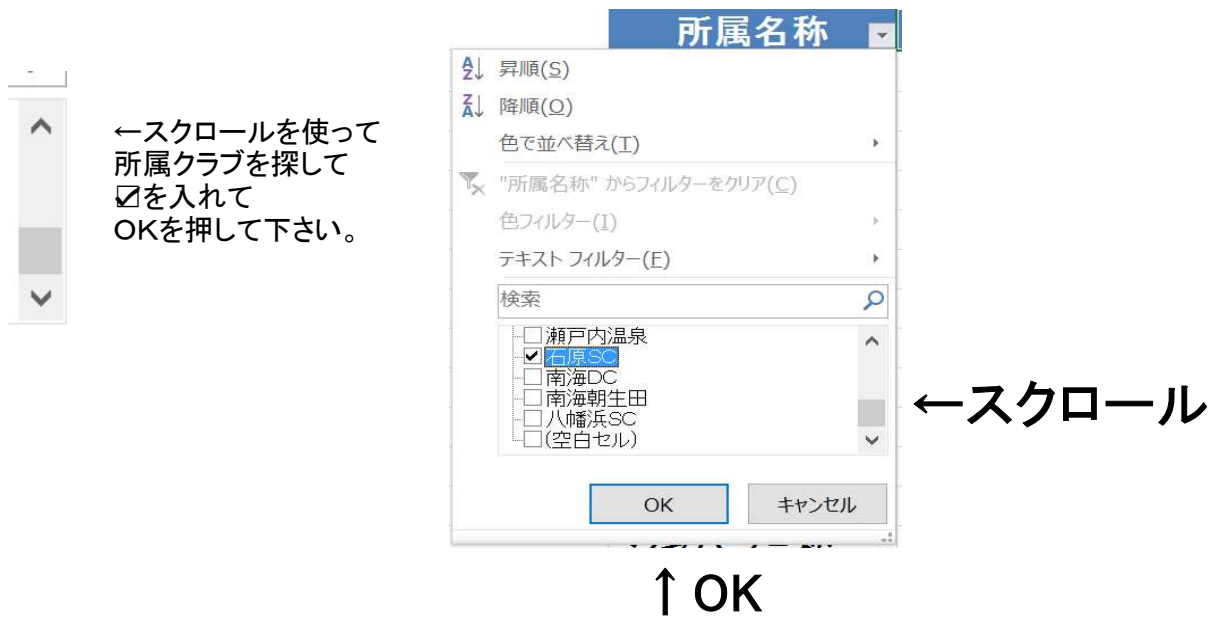 所属名称
昇順(S)
降順(O)
色で並べ替え(T)
"所属名称" からフィルターをクリア(C)
色フィルター(I)
テキスト フィルター(F)
検索
瀬戸内温泉
石原SC
南海DC
南海朝生田
八幡浜SC
(空白セル)
OK キャンセル
←スクロールを使って
所属クラブを探して
☑を入れて
OKを押して下さい。
←スクロール
↑OK